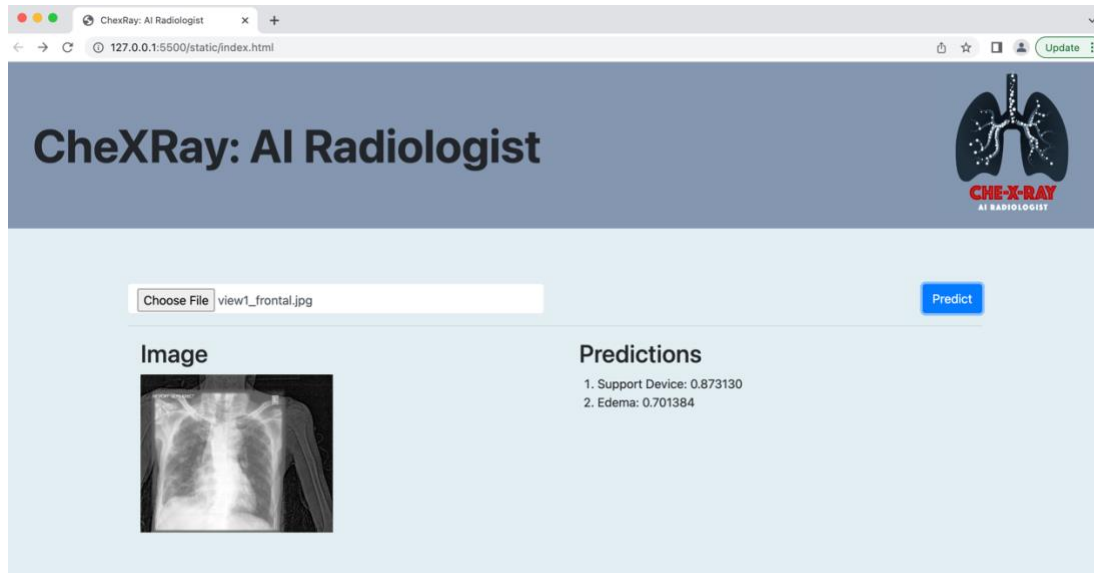 ChexRay: AI Radiologist
127.0.0.1:5500/static/index.html
Update
CheXRay: AI Radiologist
CHE-X-RAY
AI RADIOLOGIST
Choose File view1_frontal.jpg
Predict
Image
Predictions
1. Support Device: 0.873130
2. Edema: 0.701384